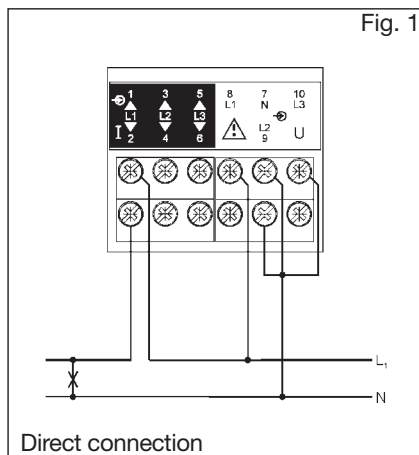 Fig. 1
1 3 5 8 7 10
L1 N L3
L1 L2 L3
L2
I U
2 4 6 9
L1
N
Direct connection